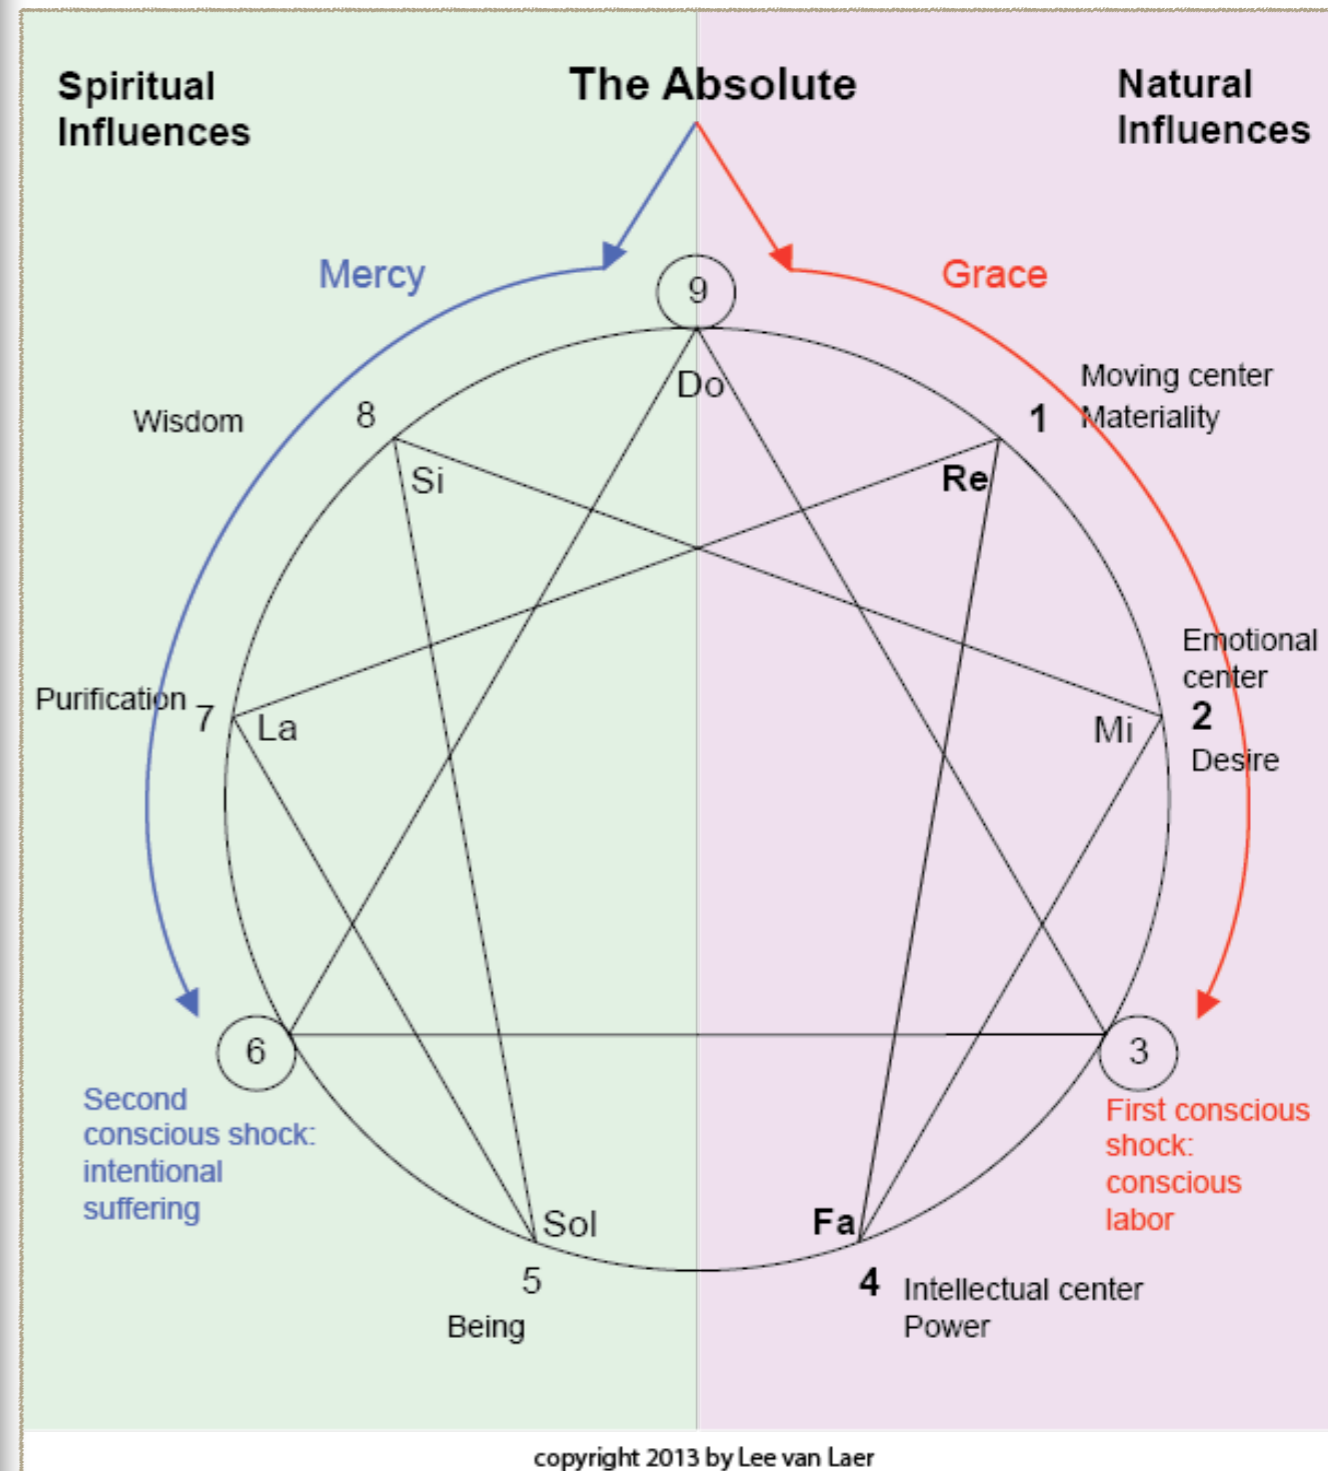 Spiritual
Influences
The Absolute
Natural
Influences
Mercy
Grace
9
Do
Wisdom
8
Si
Moving center
1
Materiality
Re
Purification
7
La
Emotional
center
Mi
2
Desire
6
Second
conscious shock:
intentional
suffering
3
First conscious
shock:
conscious
labor
Sol
5
Being
Fa
4
Intellectual center
Power
copyright 2013 by Lee van Laer